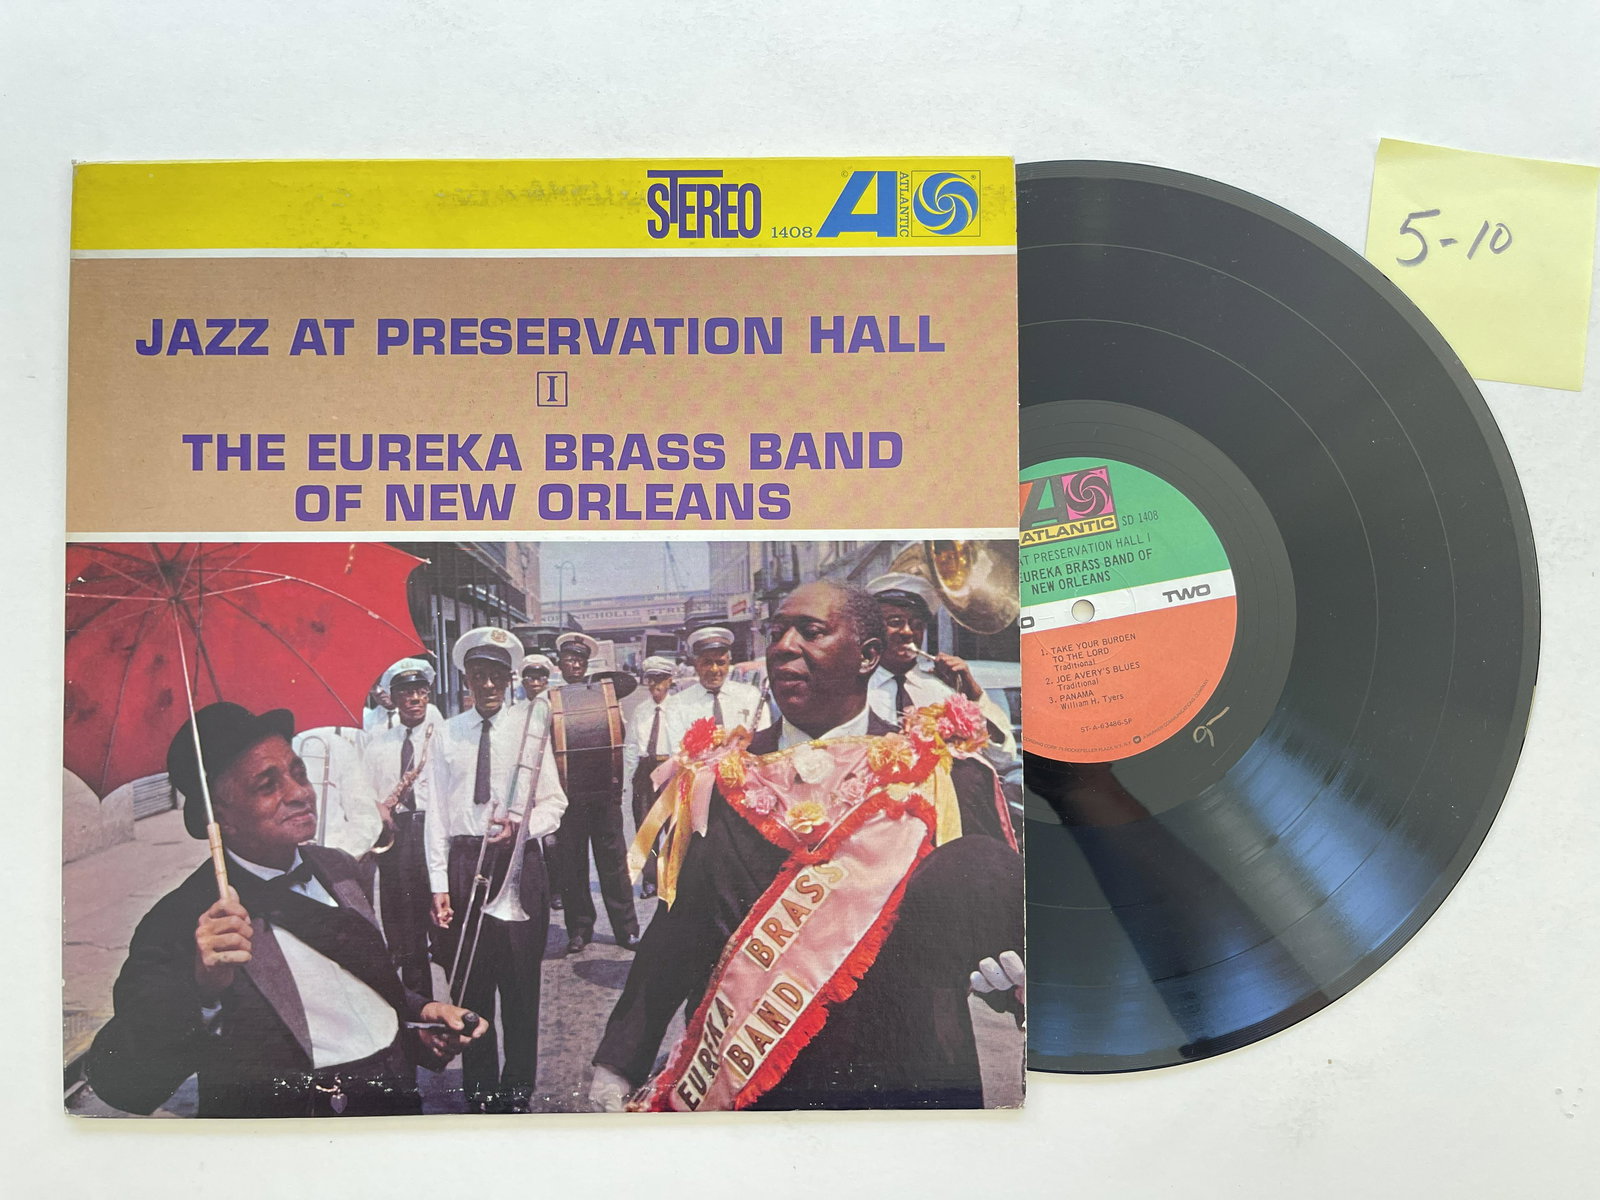 STEREO 1408 A ATLANTIC
JAZZ AT PRESERVATION HALL
I
THE EUREKA BRASS BAND
OF NEW ORLEANS
NICHOLLS
EUREKA BRASS
BAND
5-10
A
ATLANTIC SD 1408
AT PRESERVATION HALL I
EUREKA BRASS BAND OF
NEW ORLEANS
TWO
1. TAKE YOUR BURDEN
TO THE LORD
Traditional
2. JOE AVERY'S BLUES
Traditional
3. PANAMA
William H. Tyers
ST-A-63486-SP
9-